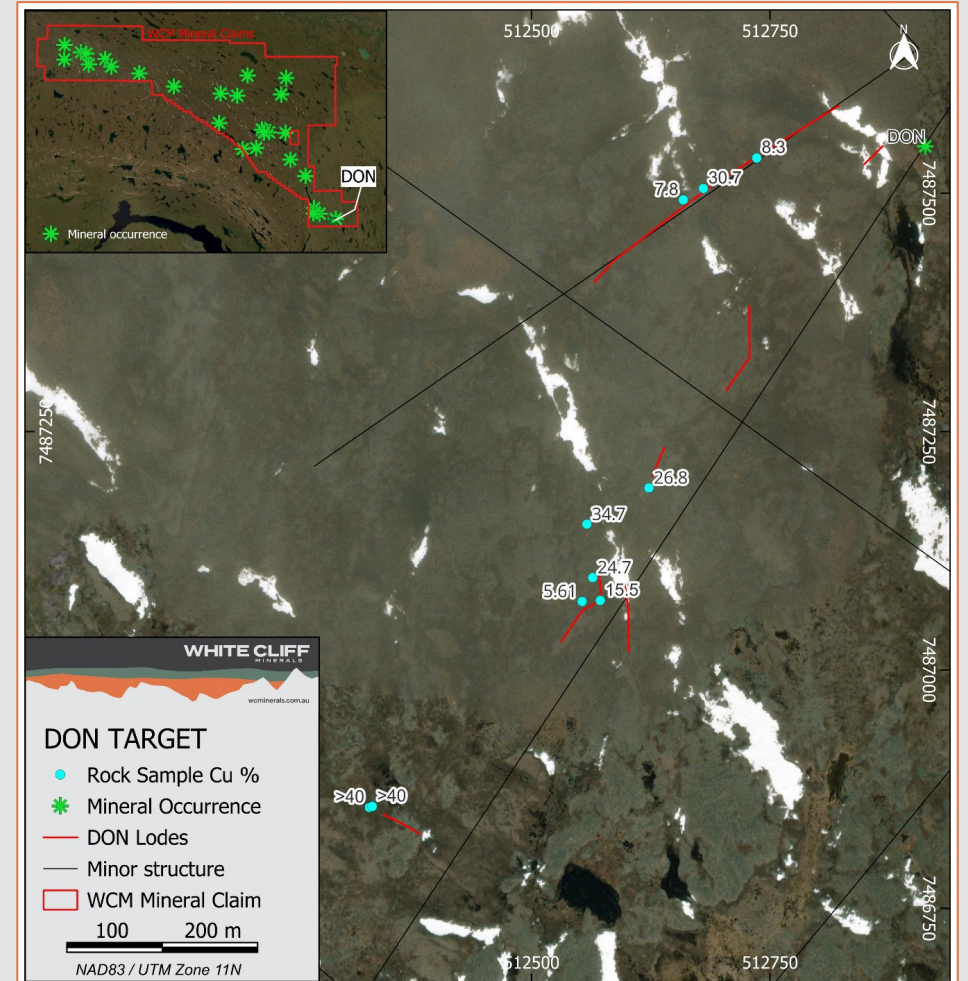 WCM Mineral Claims
DON
Mineral occurrence
512500
512750
N
DON
8.3
30.7
7.8
7487500
7487250
7487250
26.8
34.7
24.7
5.61
15.5
7487000
>40
>40
7486750
512500
512750
WHITE CLIFF
MINERALS
wcminerals.com.au
DON TARGET
Rock Sample Cu %
Mineral Occurrence
DON Lodes
Minor structure
WCM Mineral Claim
100
200 m
NAD83 / UTM Zone 11N